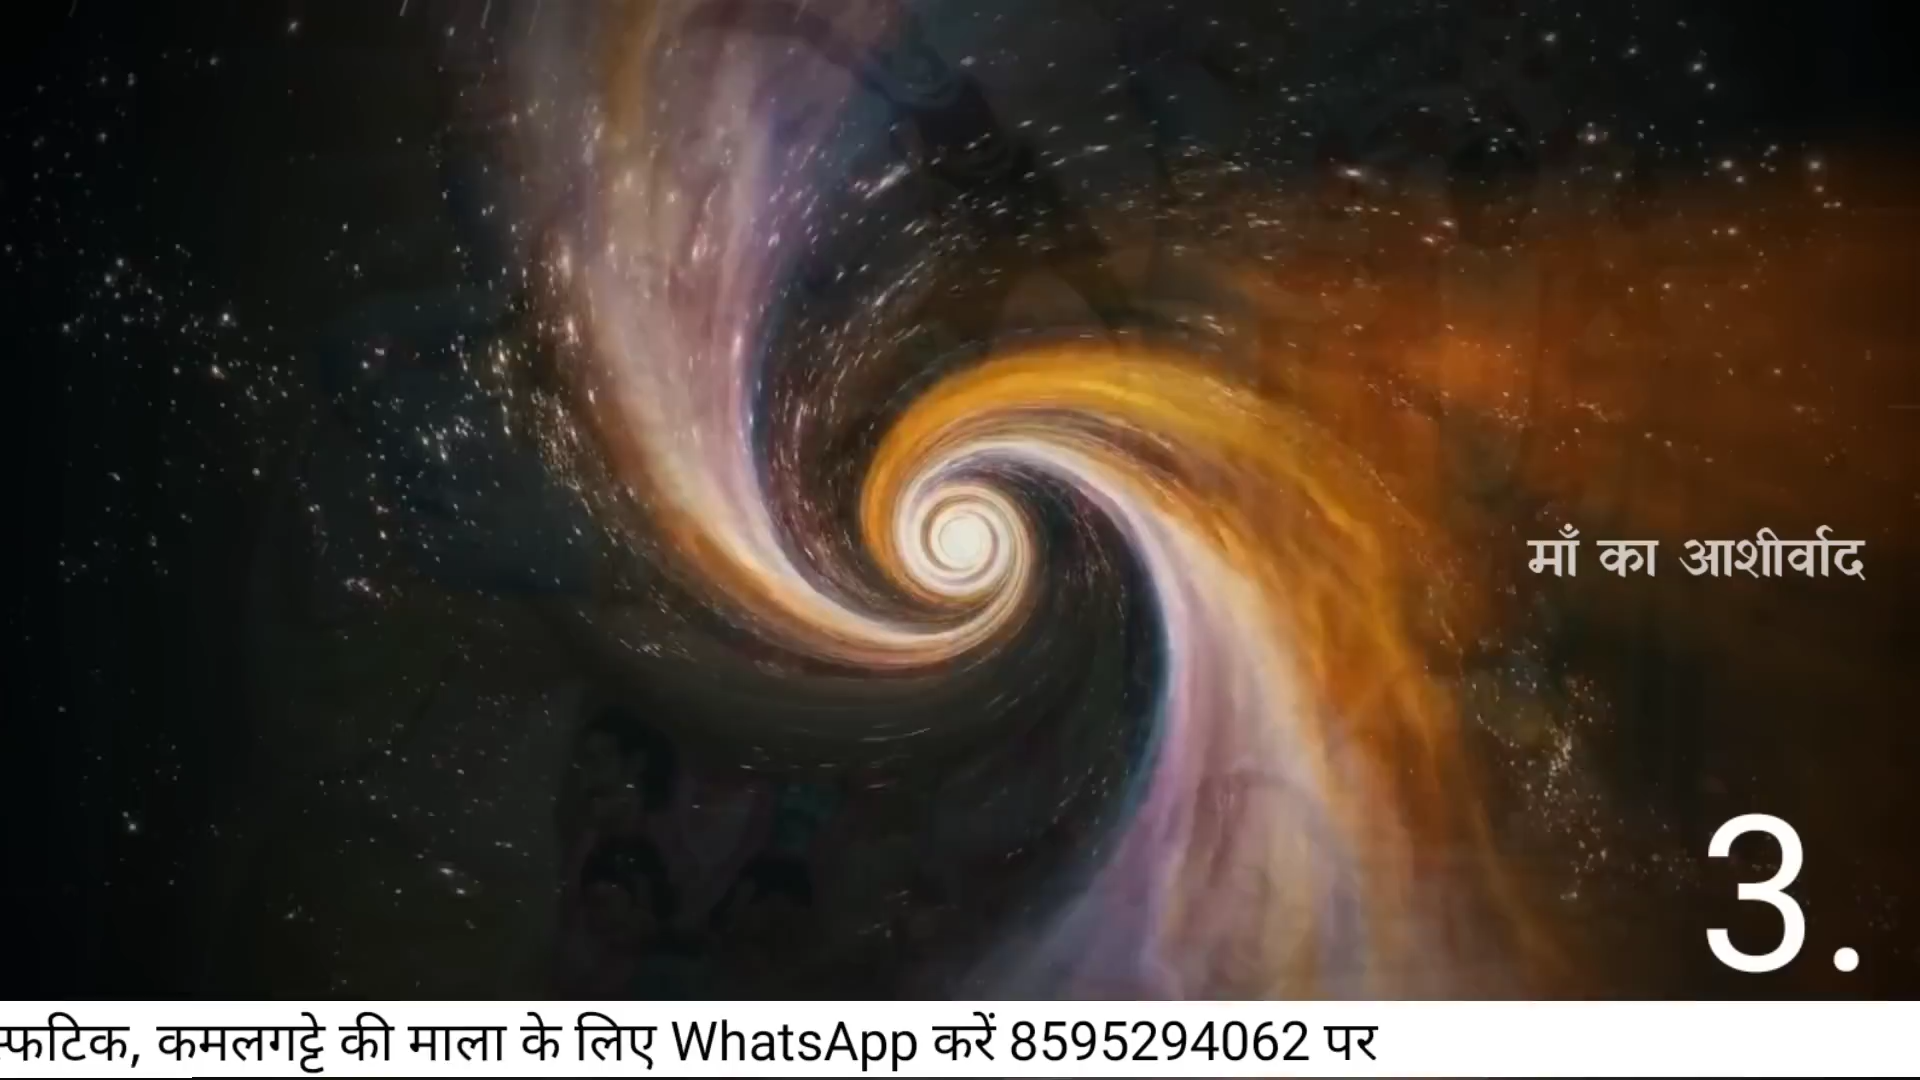 माँ का आशीर्वाद
3.
स्फटिक, कमलगट्टे की माला के लिए WhatsApp करें 8595294062 पर